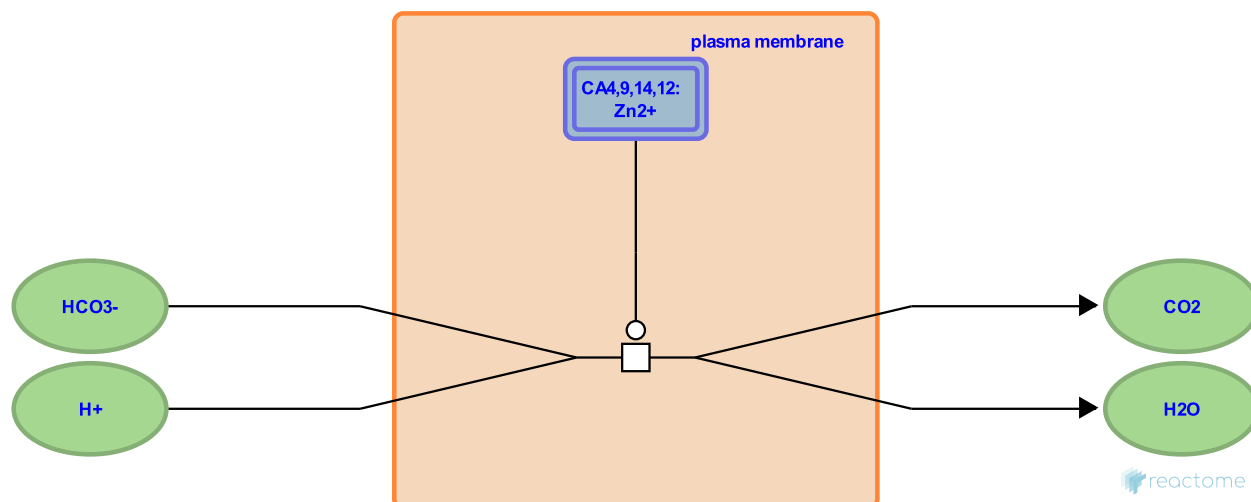 plasma membrane
CA4,9,14,12:
Zn2+
HCO3-
CO2
H+
H2O
reactome